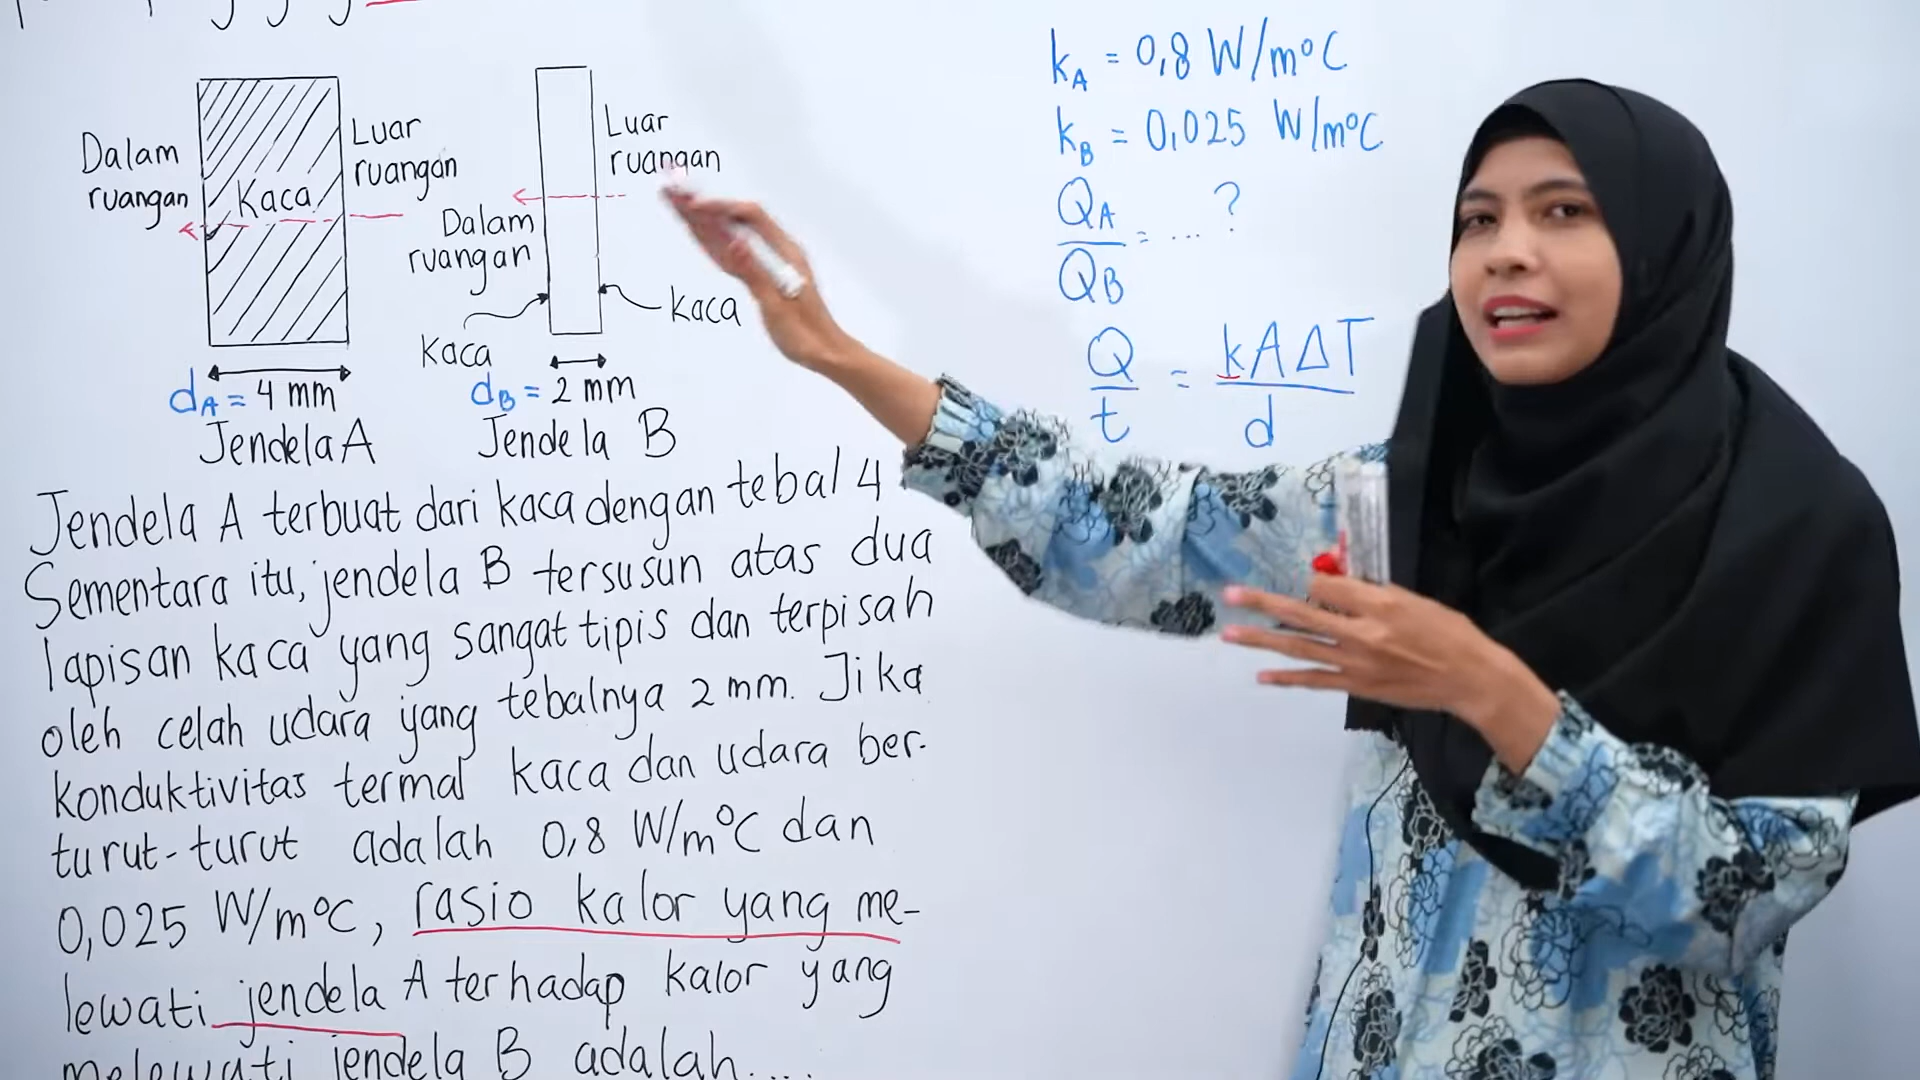 Dalam
ruangan
Kaca
Luar
ruangan
dA = 4 mm
Jendela A
Luar
ruangan
Dalam
ruangan
Kaca
Kaca
dB = 2 mm
Jendela B
Jendela A terbuat dari kaca dengan tebal 4
Sementara itu, jendela B tersusun atas dua
lapisan kaca yang sangat tipis dan terpisah
oleh celah udara yang tebalnya 2 mm. Jika
konduktivitas termal kaca dan udara ber-
turut-turut adalah 0,8 W/m°C dan
0,025 W/m°C, rasio kalor yang me-
lewati jendela A terhadap kalor yang
melewati jendela B adalah....
kA = 0,8 W/m°C
kB = 0,025 W/m°C
QA/QB = ... ?
Q/t = kAΔT/d